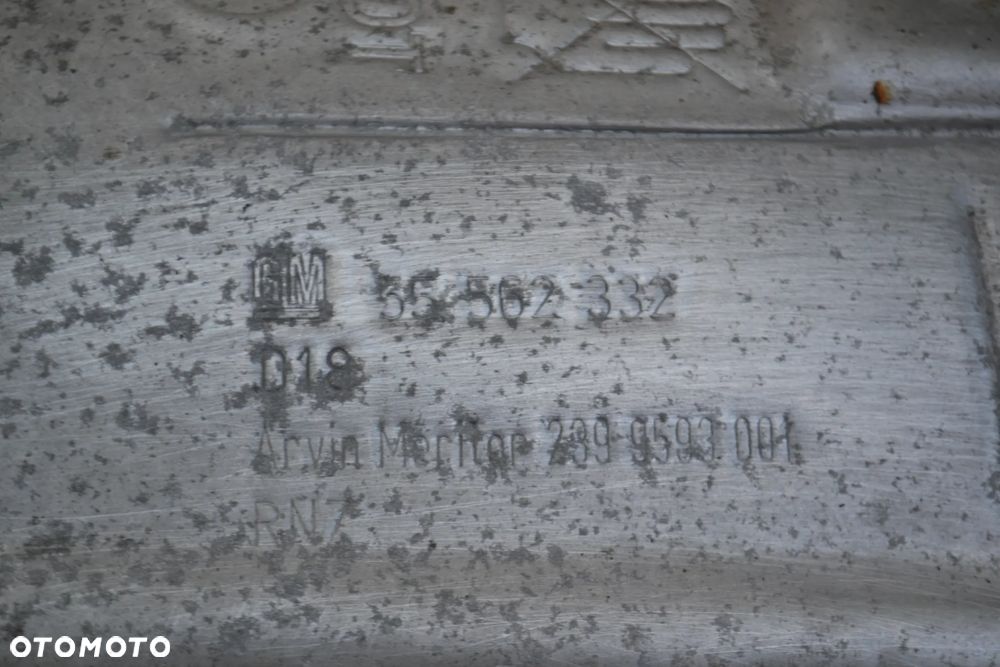 GM 55 562 332
D18
Arvin Meritor 239 9593 001
RN7
OTOMOTO